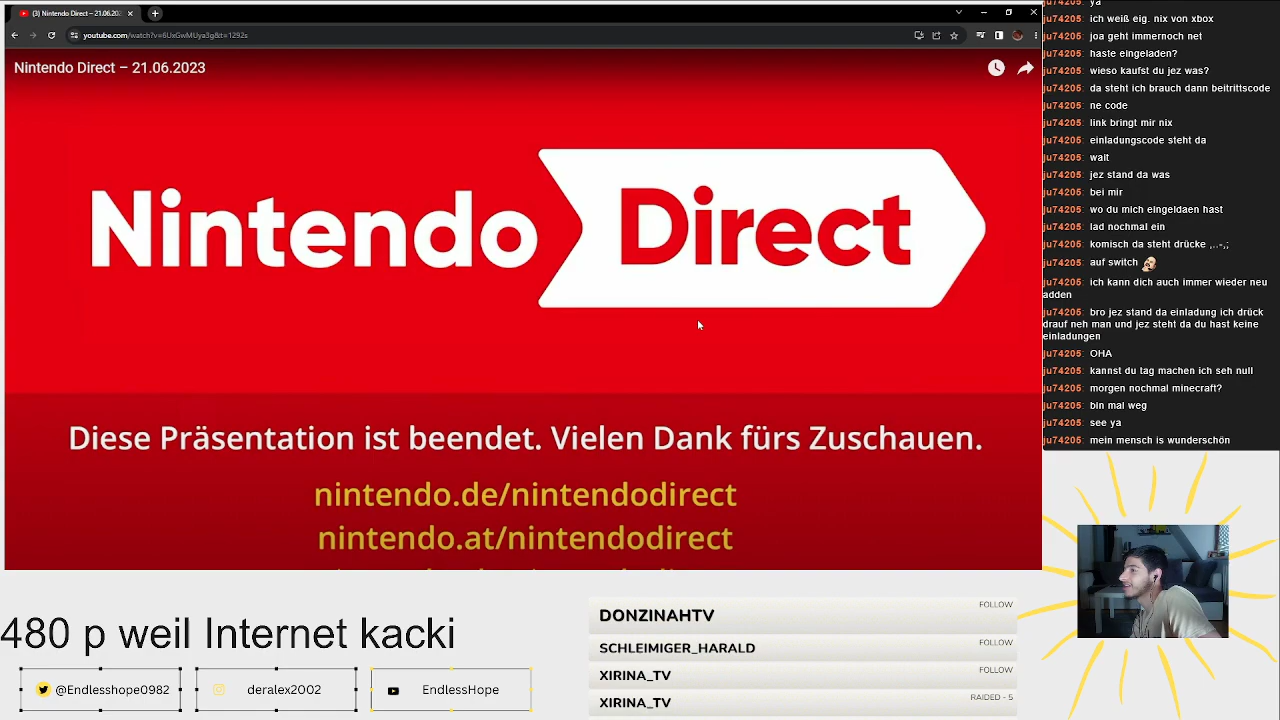 (3) Nintendo Direct – 21.06.202
youtube.com/watch?v=6UxGwMUya3g&t=1292s
Nintendo Direct – 21.06.2023
Nintendo Direct
Diese Präsentation ist beendet. Vielen Dank fürs Zuschauen.
nintendo.de/nintendodirect
nintendo.at/nintendodirect
ju74205: ya
ju74205: ich weiß eig. nix von xbox
ju74205: joa geht immernoch net
ju74205: haste eingeladen?
ju74205: wieso kaufst du jez was?
ju74205: da steht ich brauch dann beitrittscode
ju74205: ne code
ju74205: link bringt mir nix
ju74205: einladungscode steht da
ju74205: wait
ju74205: jez stand da was
ju74205: bei mir
ju74205: wo du mich eingeldaen hast
ju74205: lad nochmal ein
ju74205: komisch da steht drücke ,..-,;
ju74205: auf switch
ju74205: ich kann dich auch immer wieder neu
adden
ju74205: bro jez stand da einladung ich drück
drauf neh man und jez steht da du hast keine
einladungen
ju74205: OHA
ju74205: kannst du tag machen ich seh null
ju74205: morgen nochmal minecraft?
ju74205: bin mal weg
ju74205: see ya
ju74205: mein mensch is wunderschön
480 p weil Internet kacki
@Endlesshope0982
deralex2002
EndlessHope
DONZINAHTV FOLLOW
SCHLEIMIGER_HARALD FOLLOW
XIRINA_TV FOLLOW
XIRINA_TV RAIDED - 5